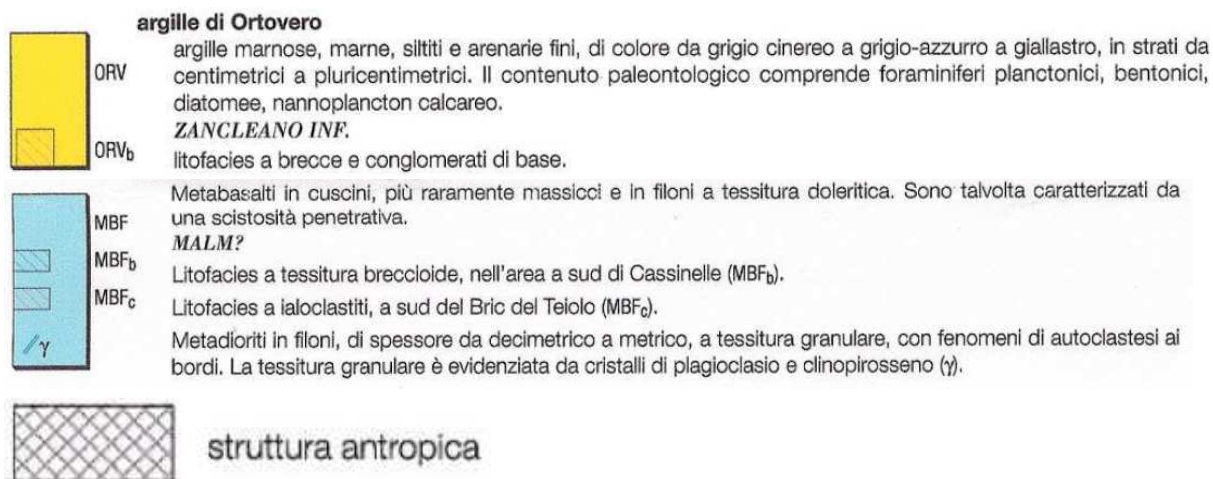 argille di Ortovero
argille marnose, marne, siltiti e arenarie fini, di colore da grigio cinereo a grigio-azzurro a giallastro, in strati da
ORV
centimetrici a pluricentimetrici. Il contenuto paleontologico comprende foraminiferi planctonici, bentonici,
diatomee, nannoplancton calcareo.
ZANCLEANO INF.
ORVb
litofacies a brecce e conglomerati di base.
Metabasalti in cuscini, più raramente massicci e in filoni a tessitura doleritica. Sono talvolta caratterizzati da
MBF
una scistosità penetrativa.
MALM?
MBFb
Litofacies a tessitura breccioide, nell'area a sud di Cassinelle (MBFb).
MBFc
Litofacies a ialoclastiti, a sud del Bric del Teiolo (MBFc).
γ
Metadioriti in filoni, di spessore da decimetrico a metrico, a tessitura granulare, con fenomeni di autoclastesi ai
bordi. La tessitura granulare è evidenziata da cristalli di plagioclasio e clinopirosseno (γ).
struttura antropica